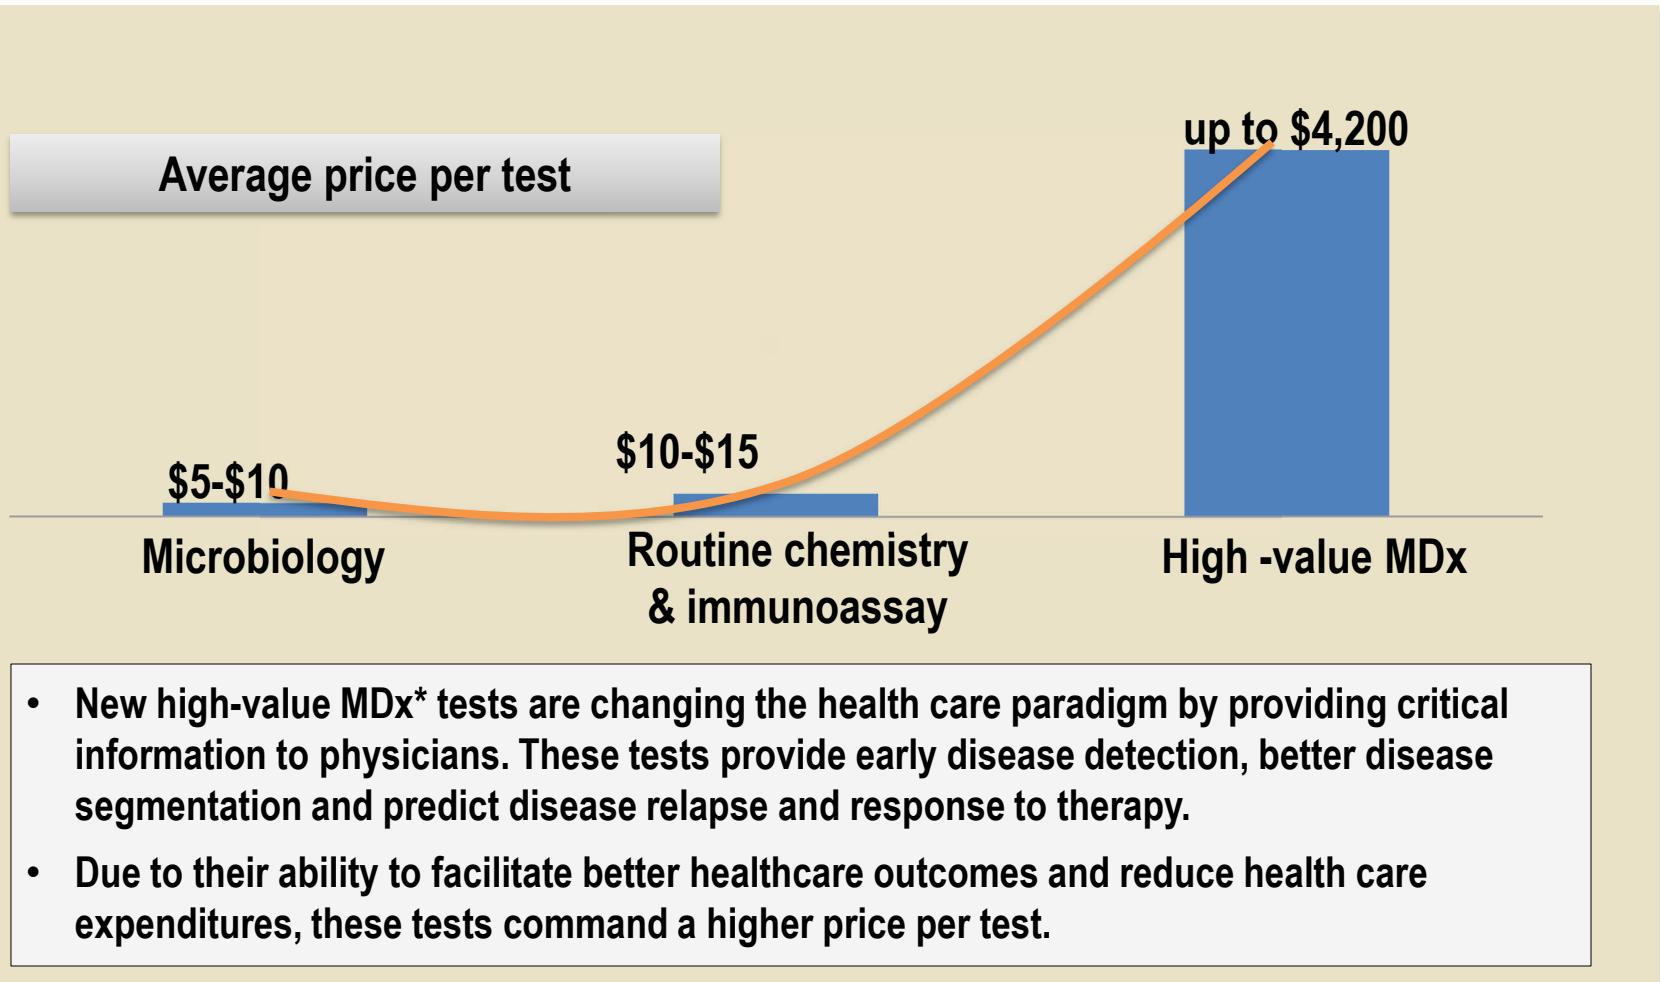 Average price per test
up to $4,200
$5-$10
$10-$15
Microbiology
Routine chemistry
& immunoassay
High -value MDx
• New high-value MDx* tests are changing the health care paradigm by providing critical
information to physicians. These tests provide early disease detection, better disease
segmentation and predict disease relapse and response to therapy.
• Due to their ability to facilitate better healthcare outcomes and reduce health care
expenditures, these tests command a higher price per test.